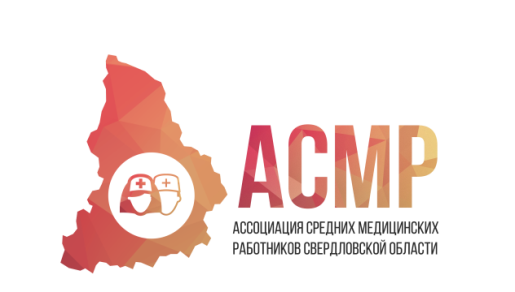 АСМР
АССОЦИАЦИЯ СРЕДНИХ МЕДИЦИНСКИХ
РАБОТНИКОВ СВЕРДЛОВСКОЙ ОБЛАСТИ